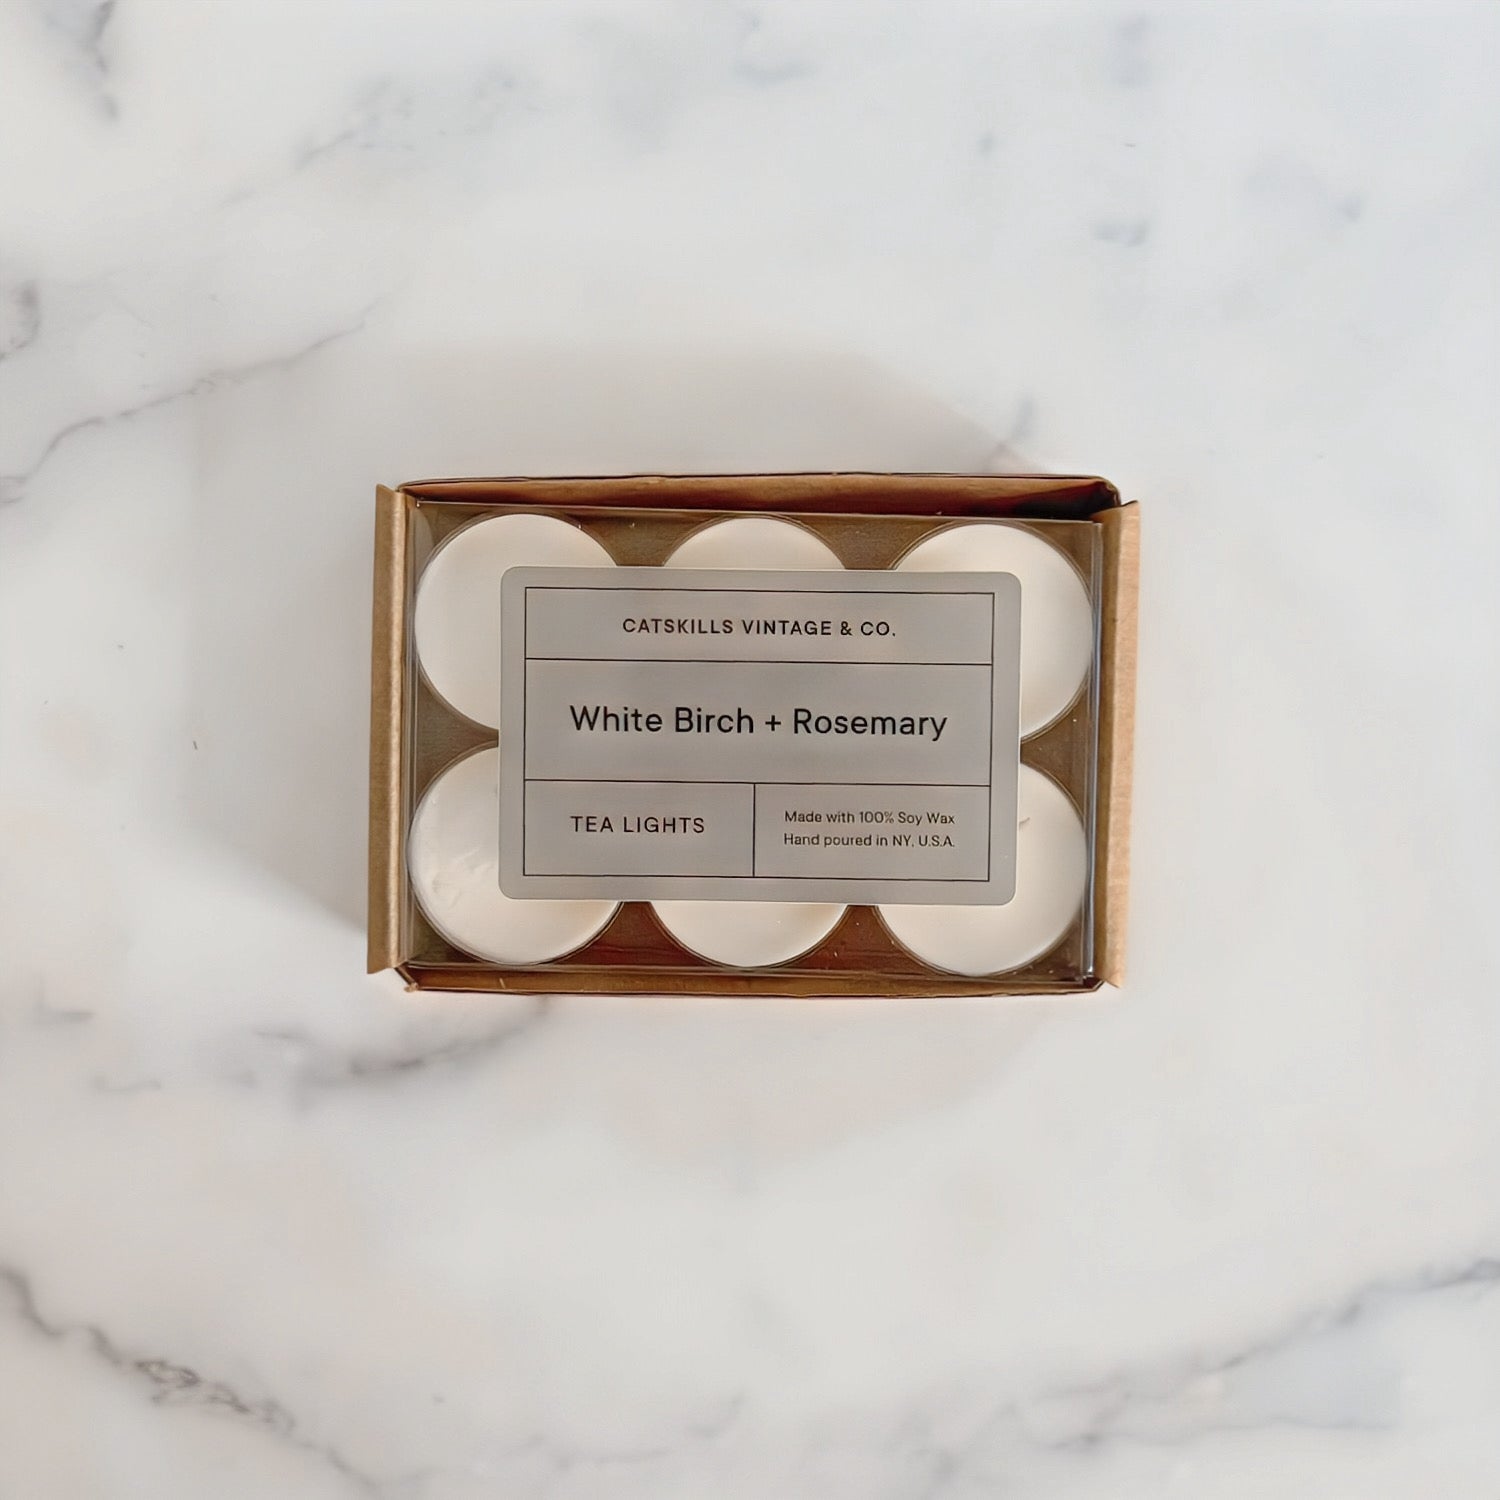 CATSKILLS VINTAGE & CO.
White Birch + Rosemary
TEA LIGHTS
Made with 100% Soy Wax
Hand poured in NY, U.S.A.